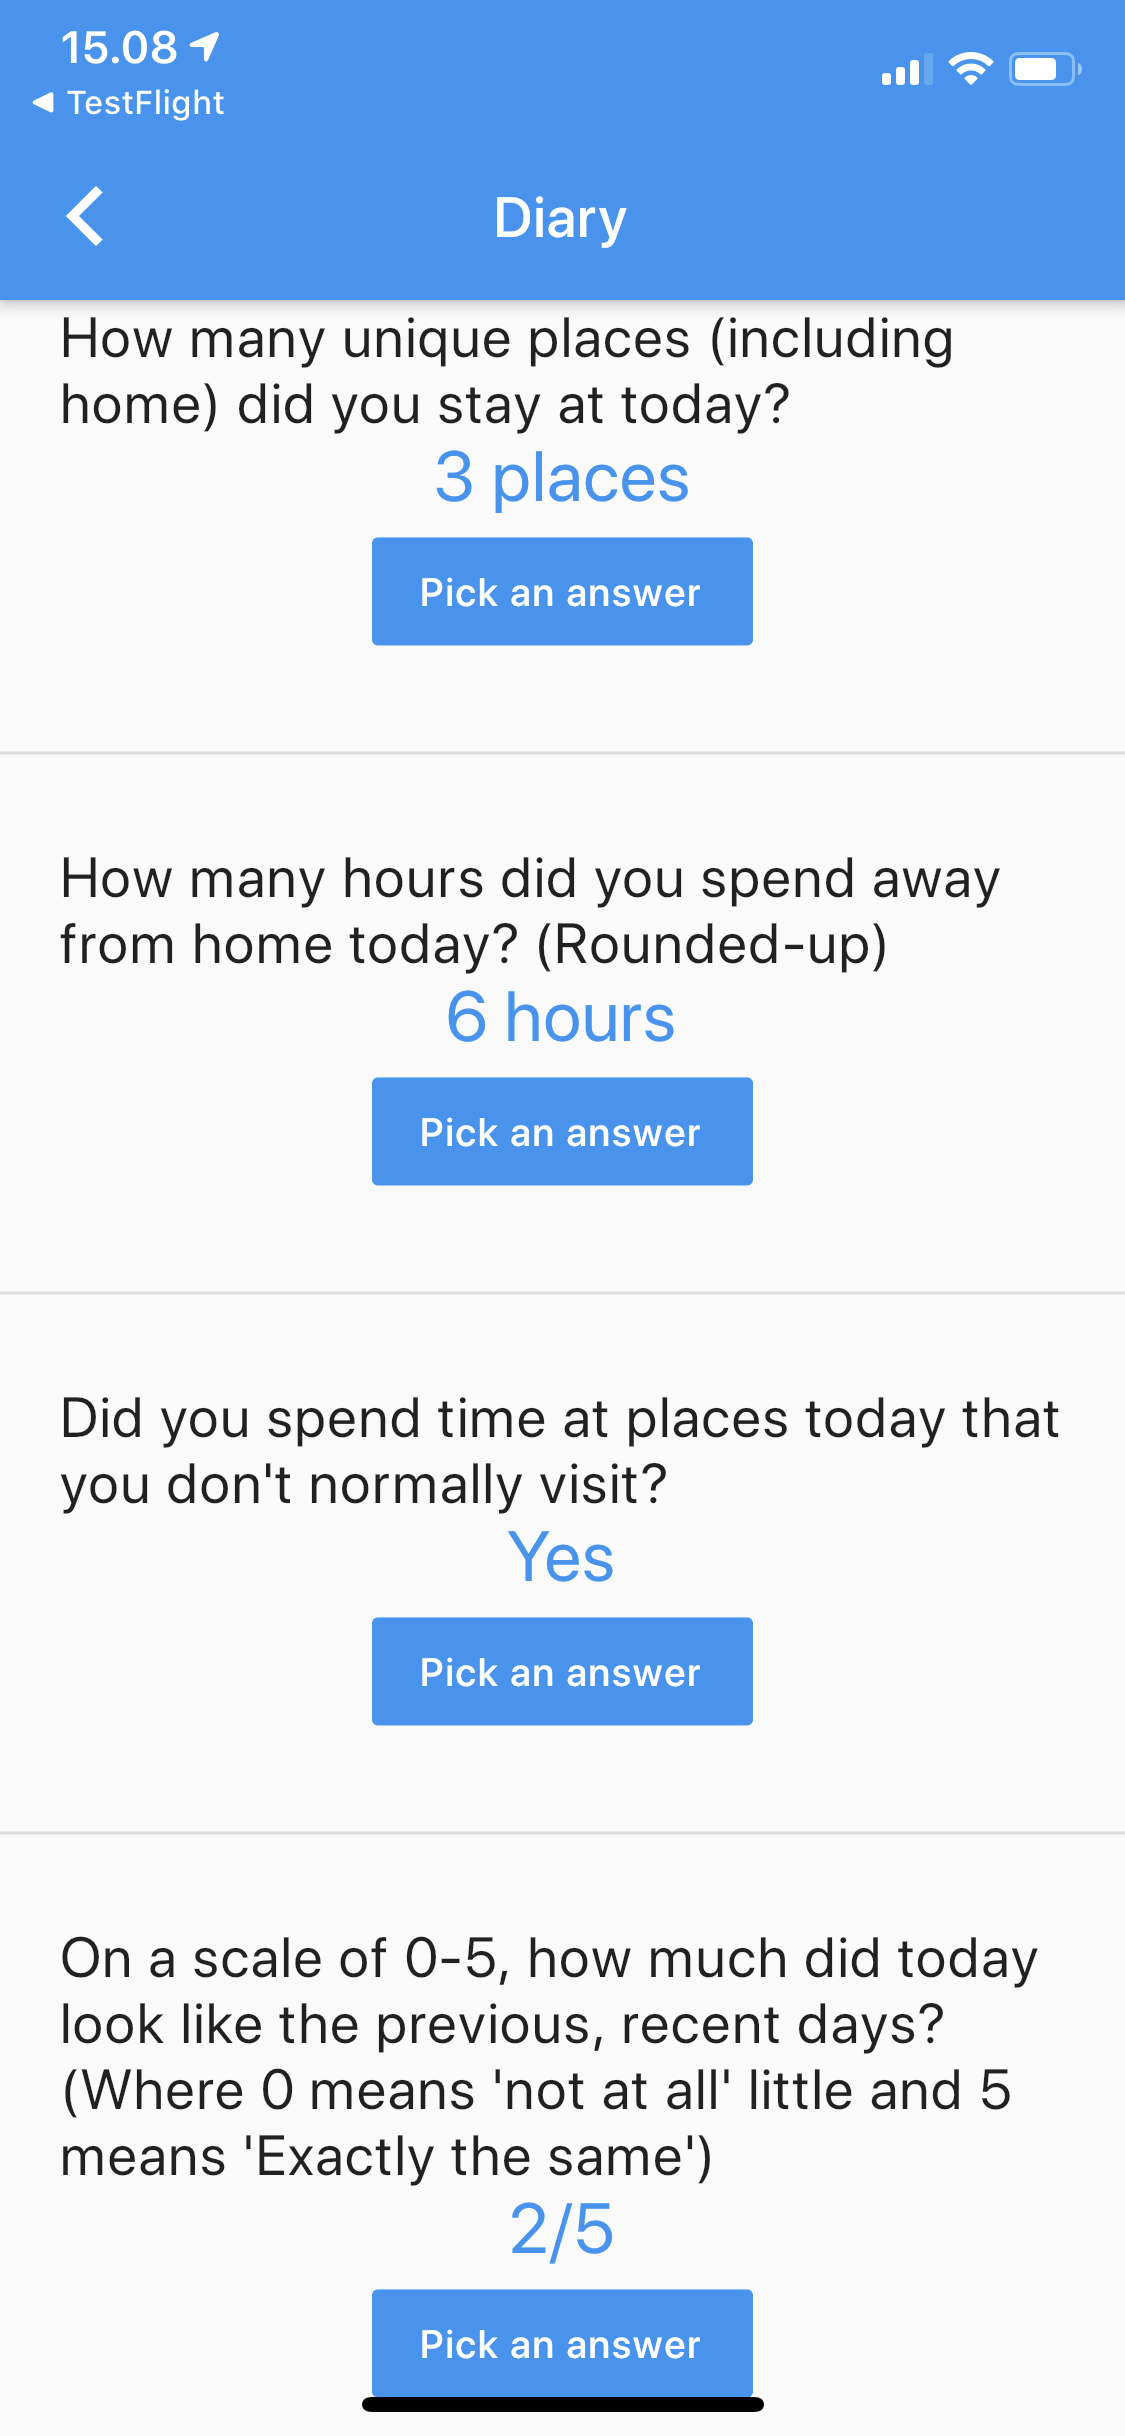 15.08
TestFlight
Diary
How many unique places (including
home) did you stay at today?
3 places
Pick an answer
How many hours did you spend away
from home today? (Rounded-up)
6 hours
Pick an answer
Did you spend time at places today that
you don't normally visit?
Yes
Pick an answer
On a scale of 0-5, how much did today
look like the previous, recent days?
(Where 0 means 'not at all' little and 5
means 'Exactly the same')
2/5
Pick an answer